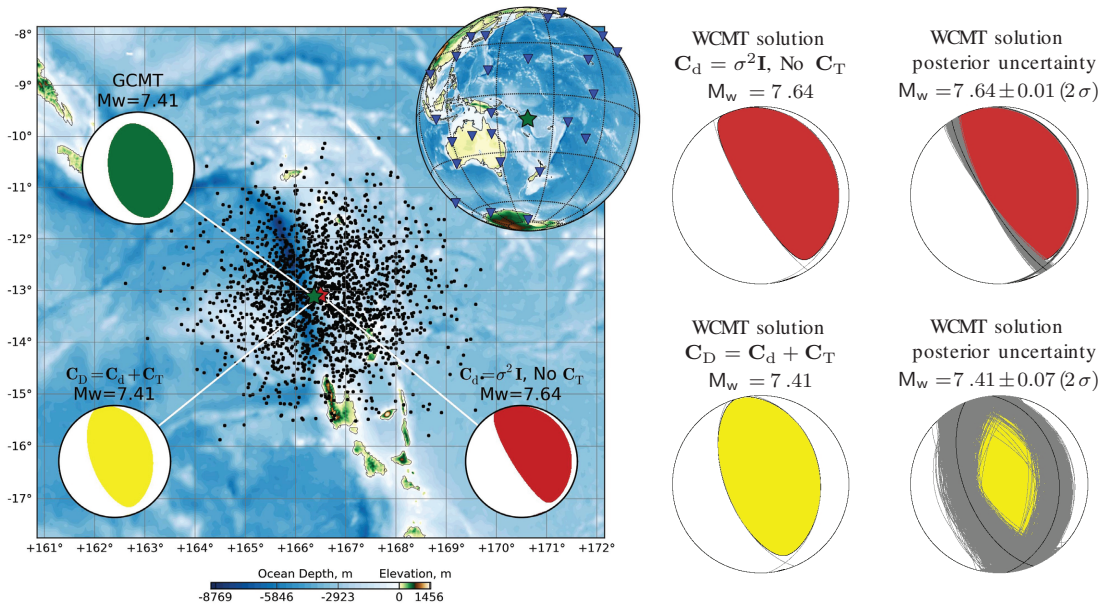 -8°
-9°
-10°
-11°
-12°
-13°
-14°
-15°
-16°
-17°
GCMT
Mw=7.41
C_D=C_d+C_T
Mw=7.41
C_d=σ²I, No C_T
Mw=7.64
+161° +162° +163° +164° +165° +166° +167° +168° +169° +170° +171° +172°
Ocean Depth, m Elevation, m
-8769 -5846 -2923 0 1456
WCMT solution
C_d = σ²I, No C_T
M_w = 7.64
WCMT solution
posterior uncertainty
M_w = 7.64±0.01 (2σ)
WCMT solution
C_D = C_d + C_T
M_w = 7.41
WCMT solution
posterior uncertainty
M_w = 7.41±0.07 (2σ)